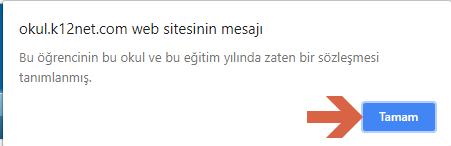 okul.k12net.com web sitesinin mesajı
Bu öğrencinin bu okul ve bu eğitim yılında zaten bir sözleşmesi
tanımlanmış.
Tamam